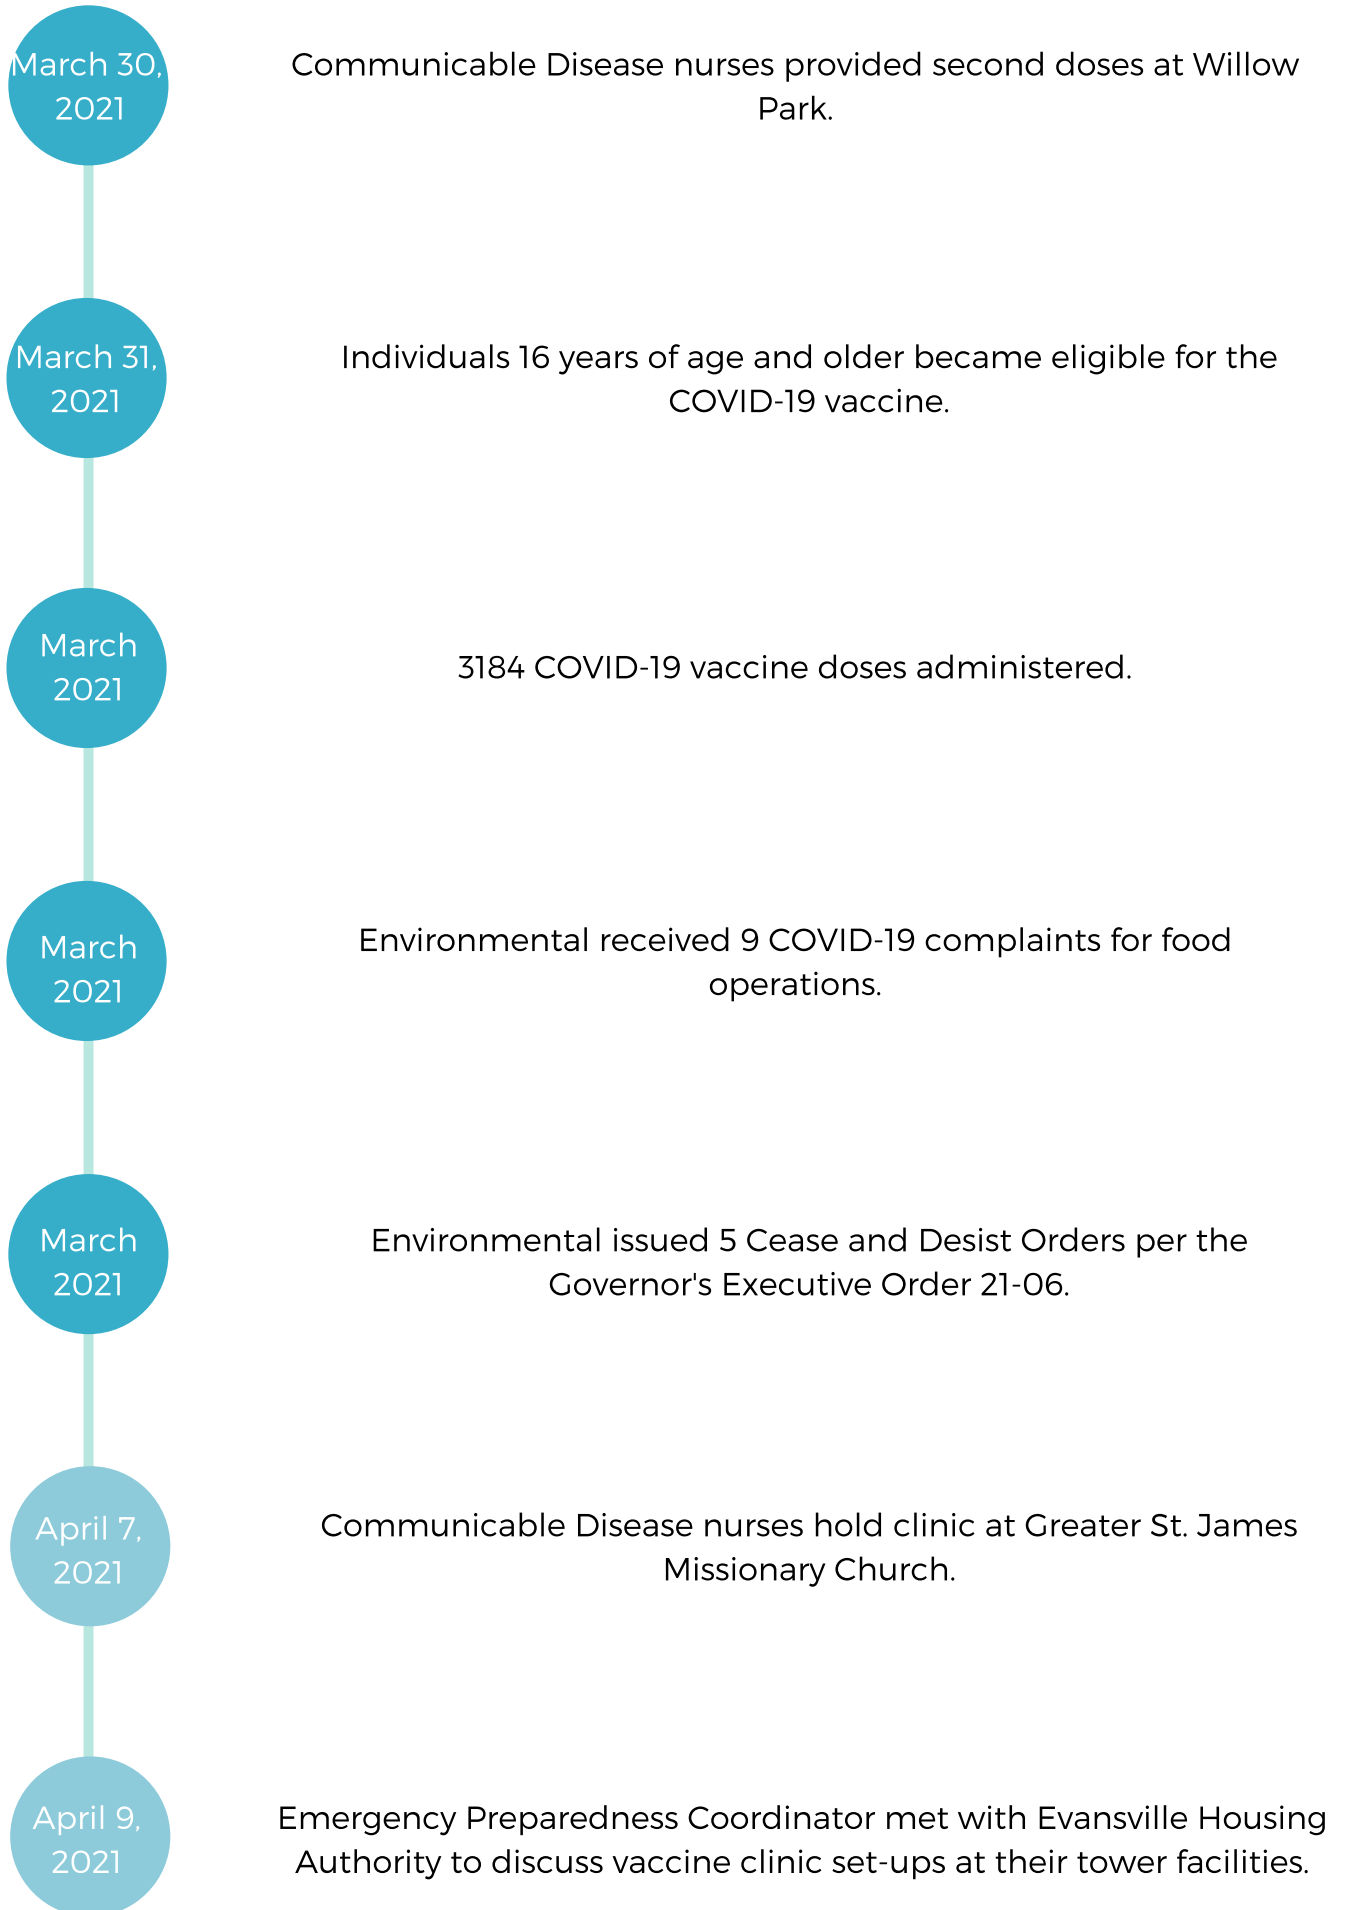 March 30,
2021
Communicable Disease nurses provided second doses at Willow
Park.
March 31,
2021
Individuals 16 years of age and older became eligible for the
COVID-19 vaccine.
March
2021
3184 COVID-19 vaccine doses administered.
March
2021
Environmental received 9 COVID-19 complaints for food
operations.
March
2021
Environmental issued 5 Cease and Desist Orders per the
Governor's Executive Order 21-06.
April 7,
2021
Communicable Disease nurses hold clinic at Greater St. James
Missionary Church.
April 9,
2021
Emergency Preparedness Coordinator met with Evansville Housing
Authority to discuss vaccine clinic set-ups at their tower facilities.